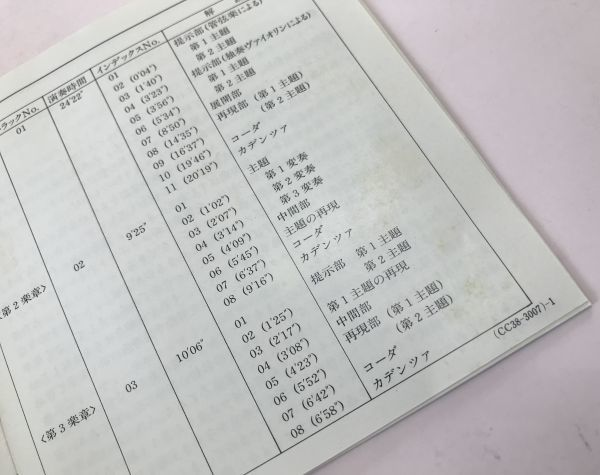 ラックNo. 演奏時間 インデックスNo. 解
01 24'22" 01 提示部(管弦楽による)
02 (0'04") 第1主題
03 (1'40") 第2主題
04 (3'23") 提示部(独奏ヴァイオリンによる)
05 (3'56") 第1主題
06 (5'34") 第2主題
07 (8'50") 展開部
08 (14'35") 再現部(第1主題)
09 (16'37") (第2主題)
10 (19'46") コーダ
11 (20'19") カデンツァ
〈第2楽章〉 02 9'25" 01 主題
02 (1'02") 第1変奏
03 (2'07") 第2変奏
04 (3'14") 第3変奏
05 (4'09") 中間部
06 (5'45") 主題の再現
07 (6'37") コーダ
08 (9'16") カデンツァ
〈第3楽章〉 03 10'06" 01 提示部 第1主題
02 (1'25") 第2主題
03 (2'17") 第1主題の再現
04 (3'08") 中間部
05 (4'23") 再現部(第1主題)
06 (5'52") (第2主題)
07 (6'42") コーダ
08 (6'58") カデンツァ
(CC38-3007)-1